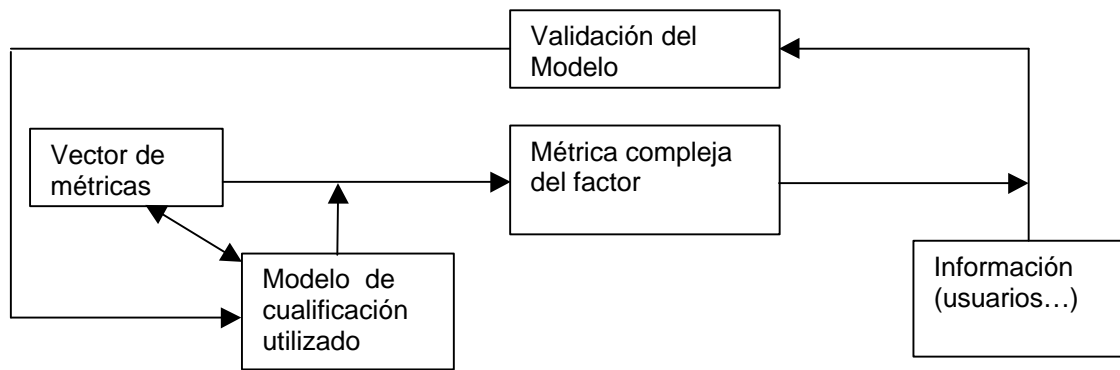 Validación del
Modelo
Vector de
métricas
Métrica compleja
del factor
Modelo de
cualificación
utilizado
Información
(usuarios…)